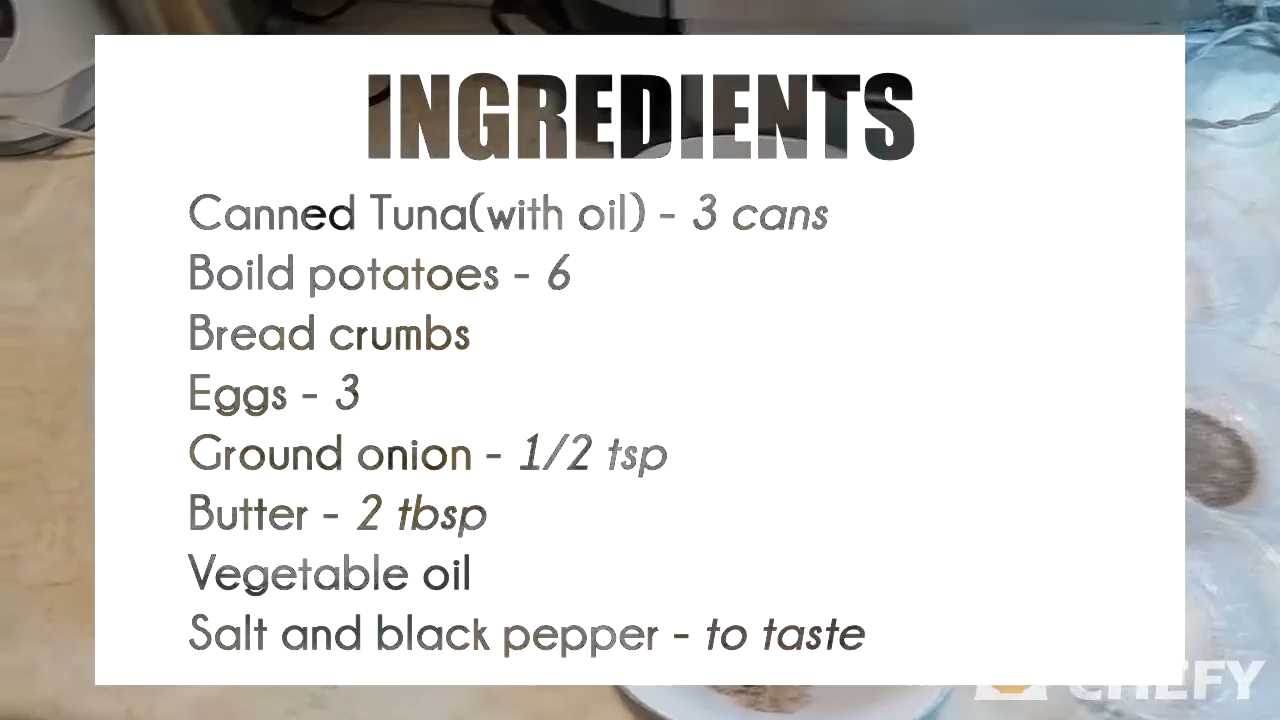 INGREDIENTS
Canned Tuna(with oil) - 3 cans
Boild potatoes - 6
Bread crumbs
Eggs - 3
Ground onion - 1/2 tsp
Butter - 2 tbsp
Vegetable oil
Salt and black pepper - to taste
CHEFY